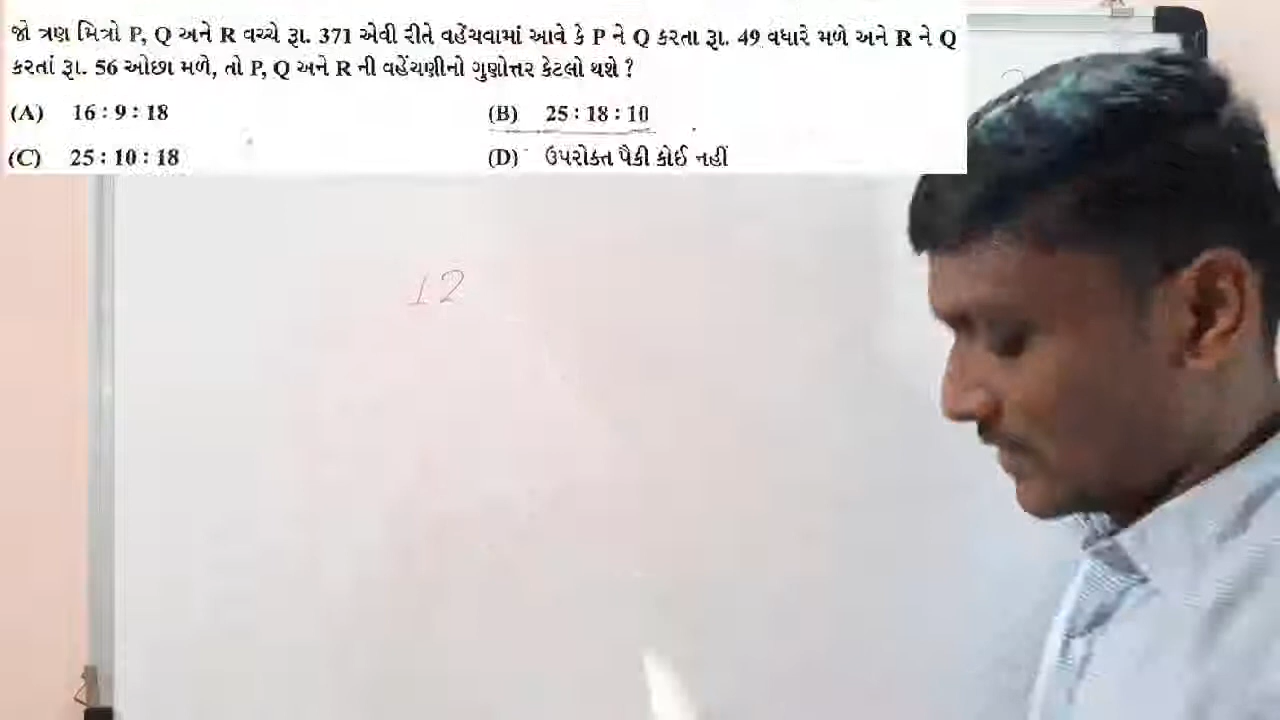 જો ત્રણ મિત્રો P, Q અને R વચ્ચે રૂા. 371 એવી રીતે વહેંચવામાં આવે કે P ને Q કરતા રૂા. 49 વધારે મળે અને R ને Q
કરતાં રૂા. 56 ઓછા મળે, તો P, Q અને R ની વહેંચણીનો ગુણોત્તર કેટલો થશે ?
(A) 16 : 9 : 18
(B) 25 : 18 : 10
(C) 25 : 10 : 18
(D) ઉપરોક્ત પૈકી કોઈ નહીં
12